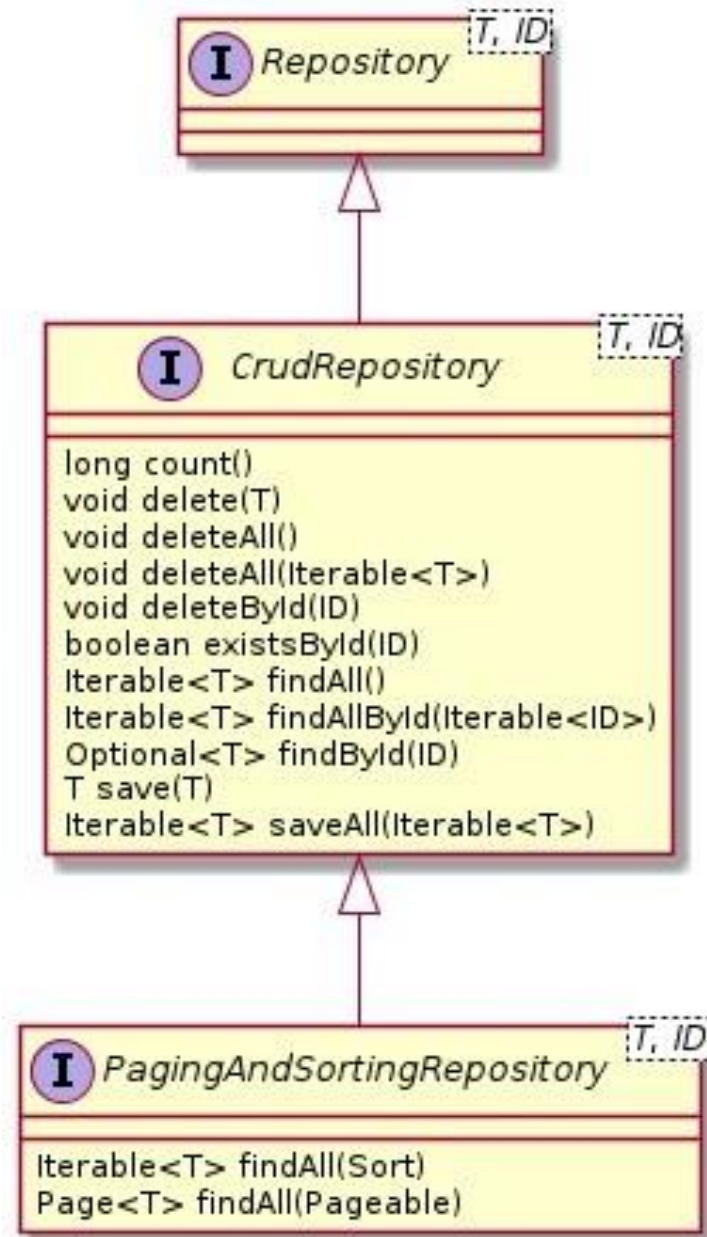 I Repository T, ID
I CrudRepository T, ID
long count()
void delete(T)
void deleteAll()
void deleteAll(Iterable<T>)
void deleteById(ID)
boolean existsById(ID)
Iterable<T> findAll()
Iterable<T> findAllById(Iterable<ID>)
Optional<T> findById(ID)
T save(T)
Iterable<T> saveAll(Iterable<T>)
I PagingAndSortingRepository T, ID
Iterable<T> findAll(Sort)
Page<T> findAll(Pageable)